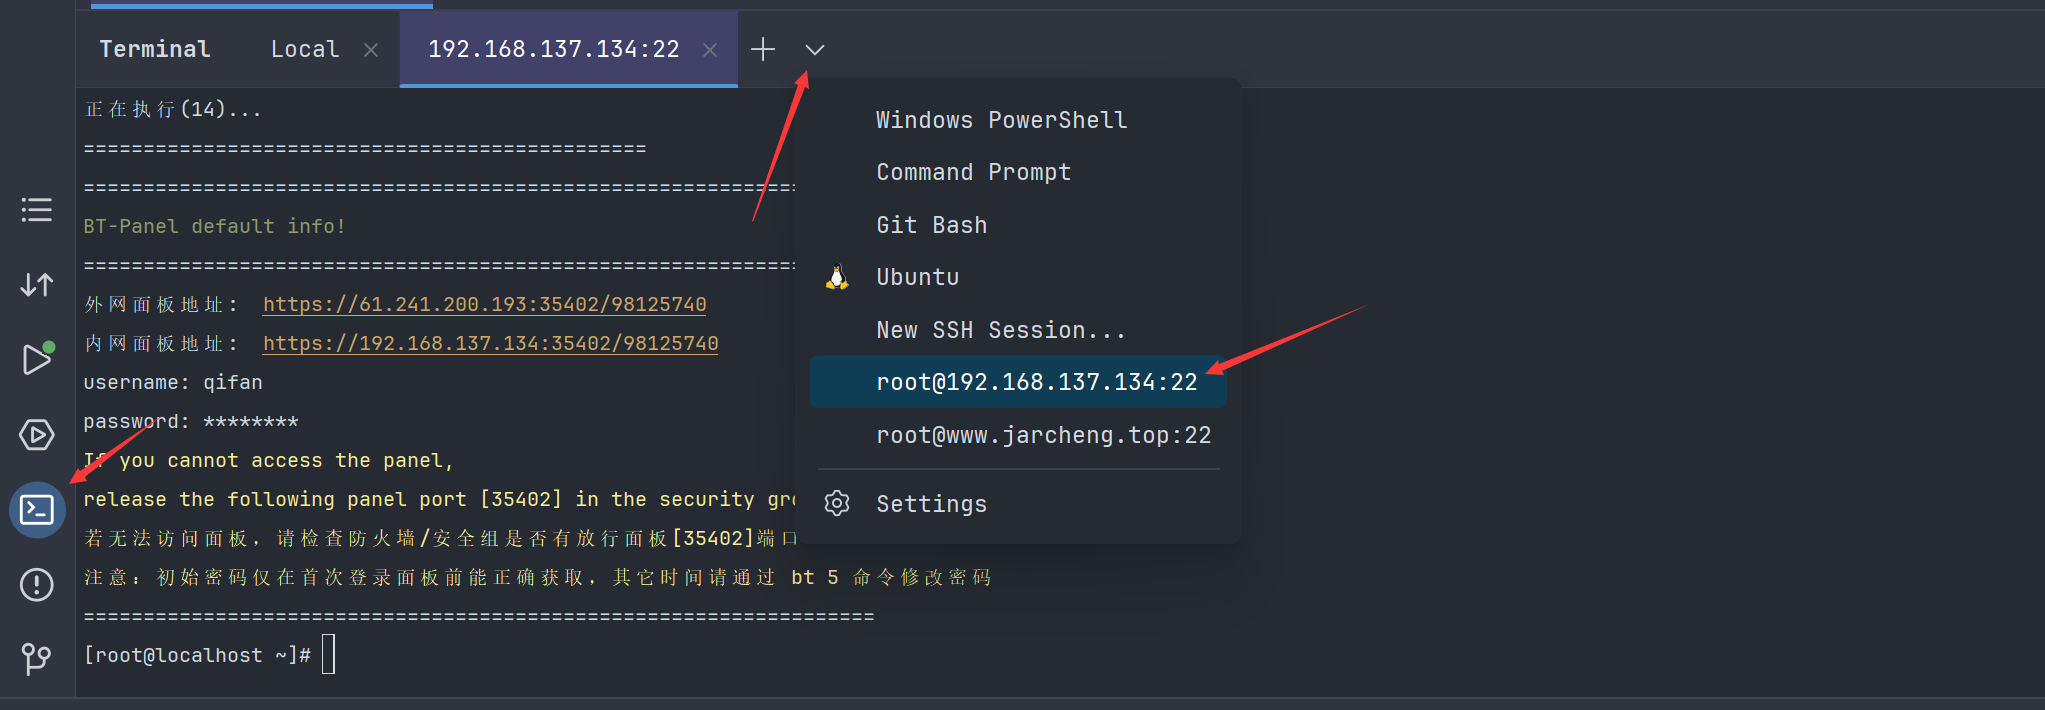 Terminal Local 192.168.137.134:22
正在执行(14)...
===============================================
===========================================================
BT-Panel default info!
===========================================================
外网面板地址: https://61.241.200.193:35402/98125740
内网面板地址: https://192.168.137.134:35402/98125740
username: qifan
password: ********
If you cannot access the panel,
release the following panel port [35402] in the security gro
若无法访问面板，请检查防火墙/安全组是否有放行面板[35402]端口
注意：初始密码仅在首次登录面板前能正确获取，其它时间请通过 bt 5 命令修改密码
==================================================================
[root@localhost ~]#
Windows PowerShell
Command Prompt
Git Bash
Ubuntu
New SSH Session...
root@192.168.137.134:22
root@www.jarcheng.top:22
Settings